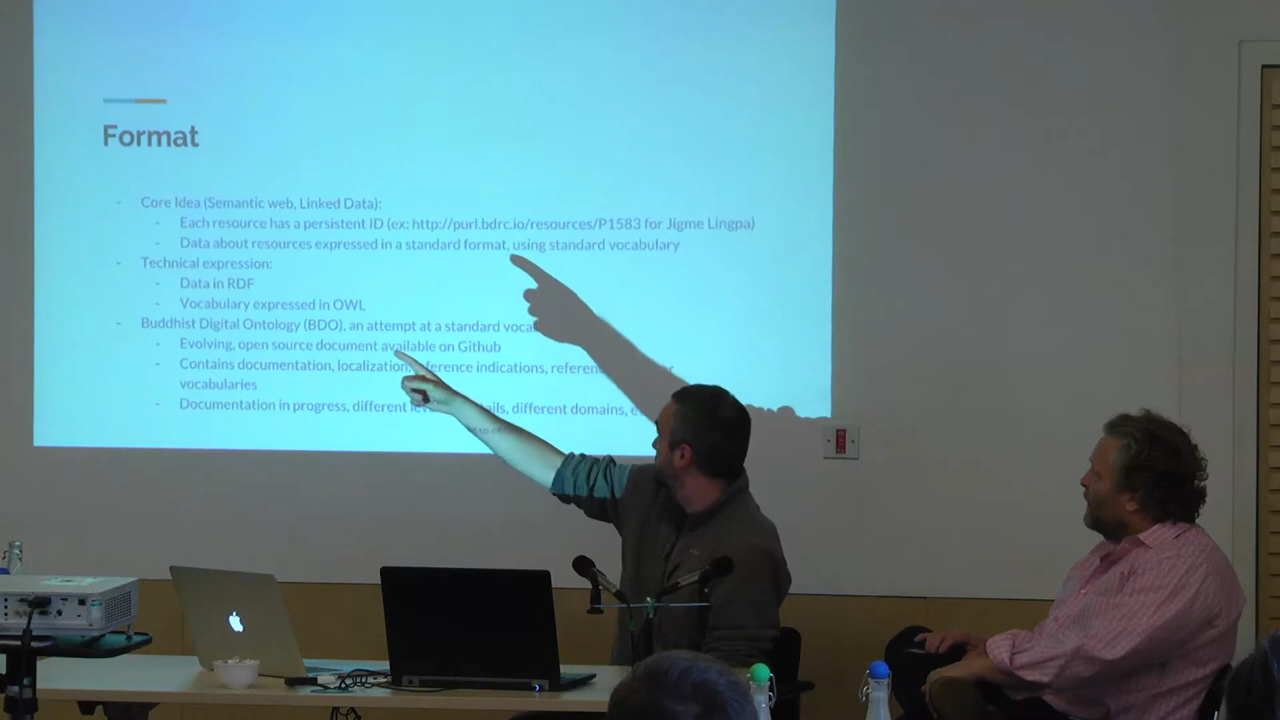 Format
- Core Idea (Semantic web, Linked Data):
- Each resource has a persistent ID (ex: http://purl.bdrc.io/resources/P1583 for Jigme Lingpa)
- Data about resources expressed in a standard format, using standard vocabulary
- Technical expression:
- Data in RDF
- Vocabulary expressed in OWL
- Buddhist Digital Ontology (BDO), an attempt at a standard
- Evolving, open source document available on Github
- Contains documentation, localization, indications,
vocabularies
- Documentation in progress, different different domains,